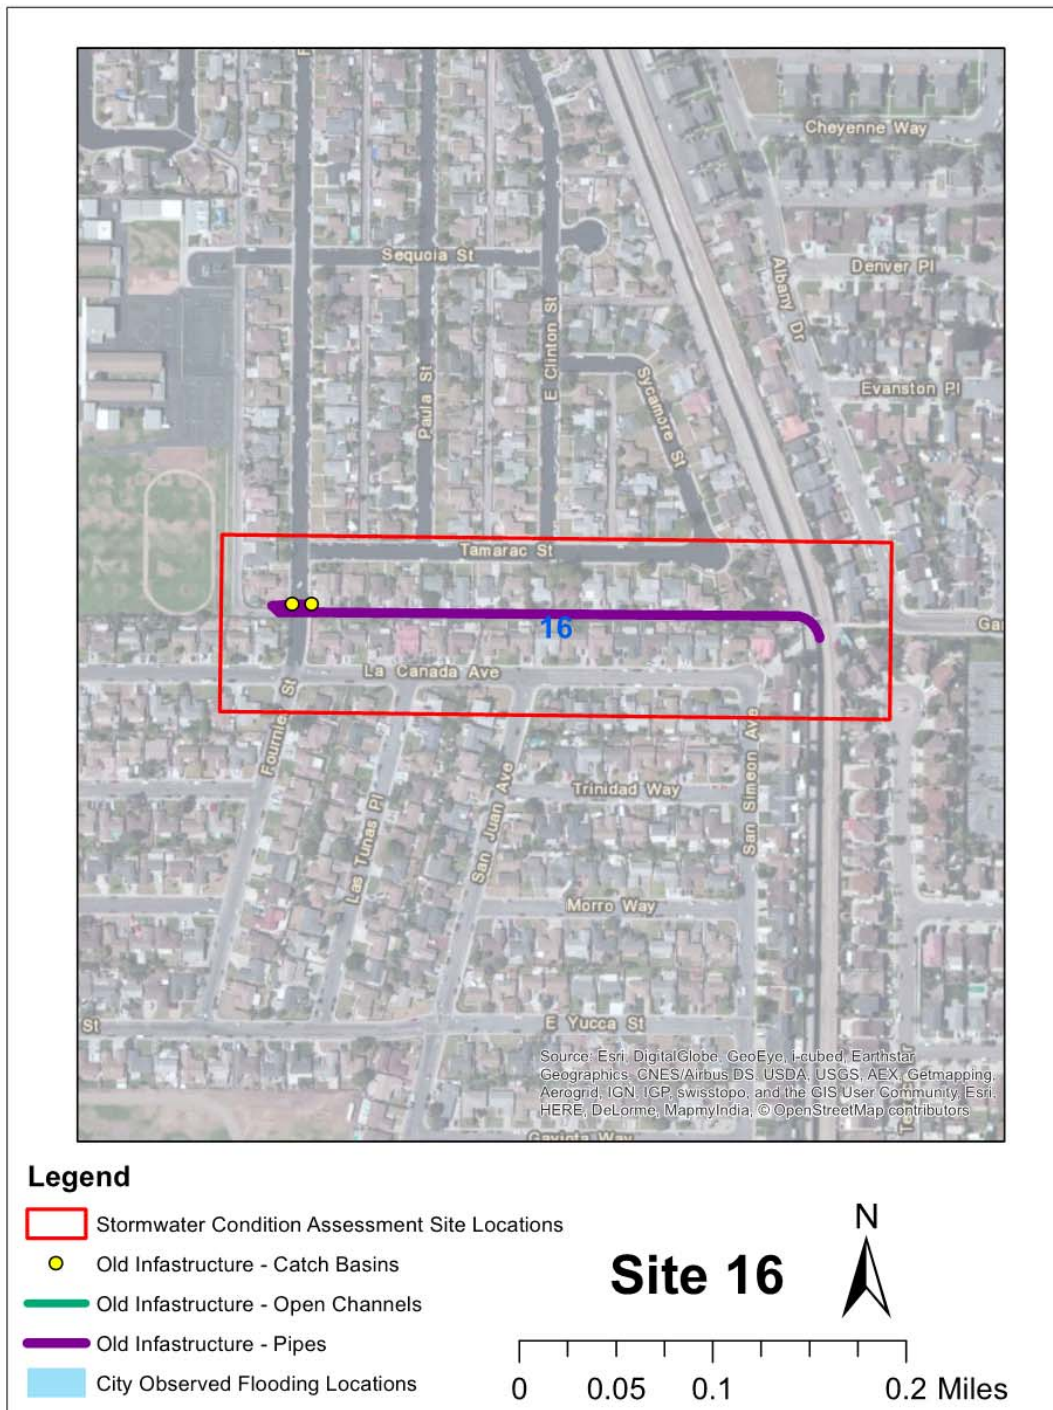 Cheyenne Way
Sequoia St
Denver Pl
Albany Dr
E Clinton St
Evanston Pl
Paula St
Sycamore St
Tamarac St
16
La Canada Ave
Fournier St
San Simeon Ave
Trinidad Way
San Juan Ave
Las Tunas Pl
Morro Way
St
E Yucca St
Source: Esri, DigitalGlobe, GeoEye, i-cubed, Earthstar
Geographics, CNES/Airbus DS, USDA, USGS, AEX, Getmapping,
Aerogrid, IGN, IGP, swisstopo, and the GIS User Community, Esri,
HERE, DeLorme, MapmyIndia, © OpenStreetMap contributors
Gaviota Way
Legend
Stormwater Condition Assessment Site Locations
Old Infastructure - Catch Basins
Old Infastructure - Open Channels
Old Infastructure - Pipes
City Observed Flooding Locations
Site 16
N
0 0.05 0.1 0.2 Miles